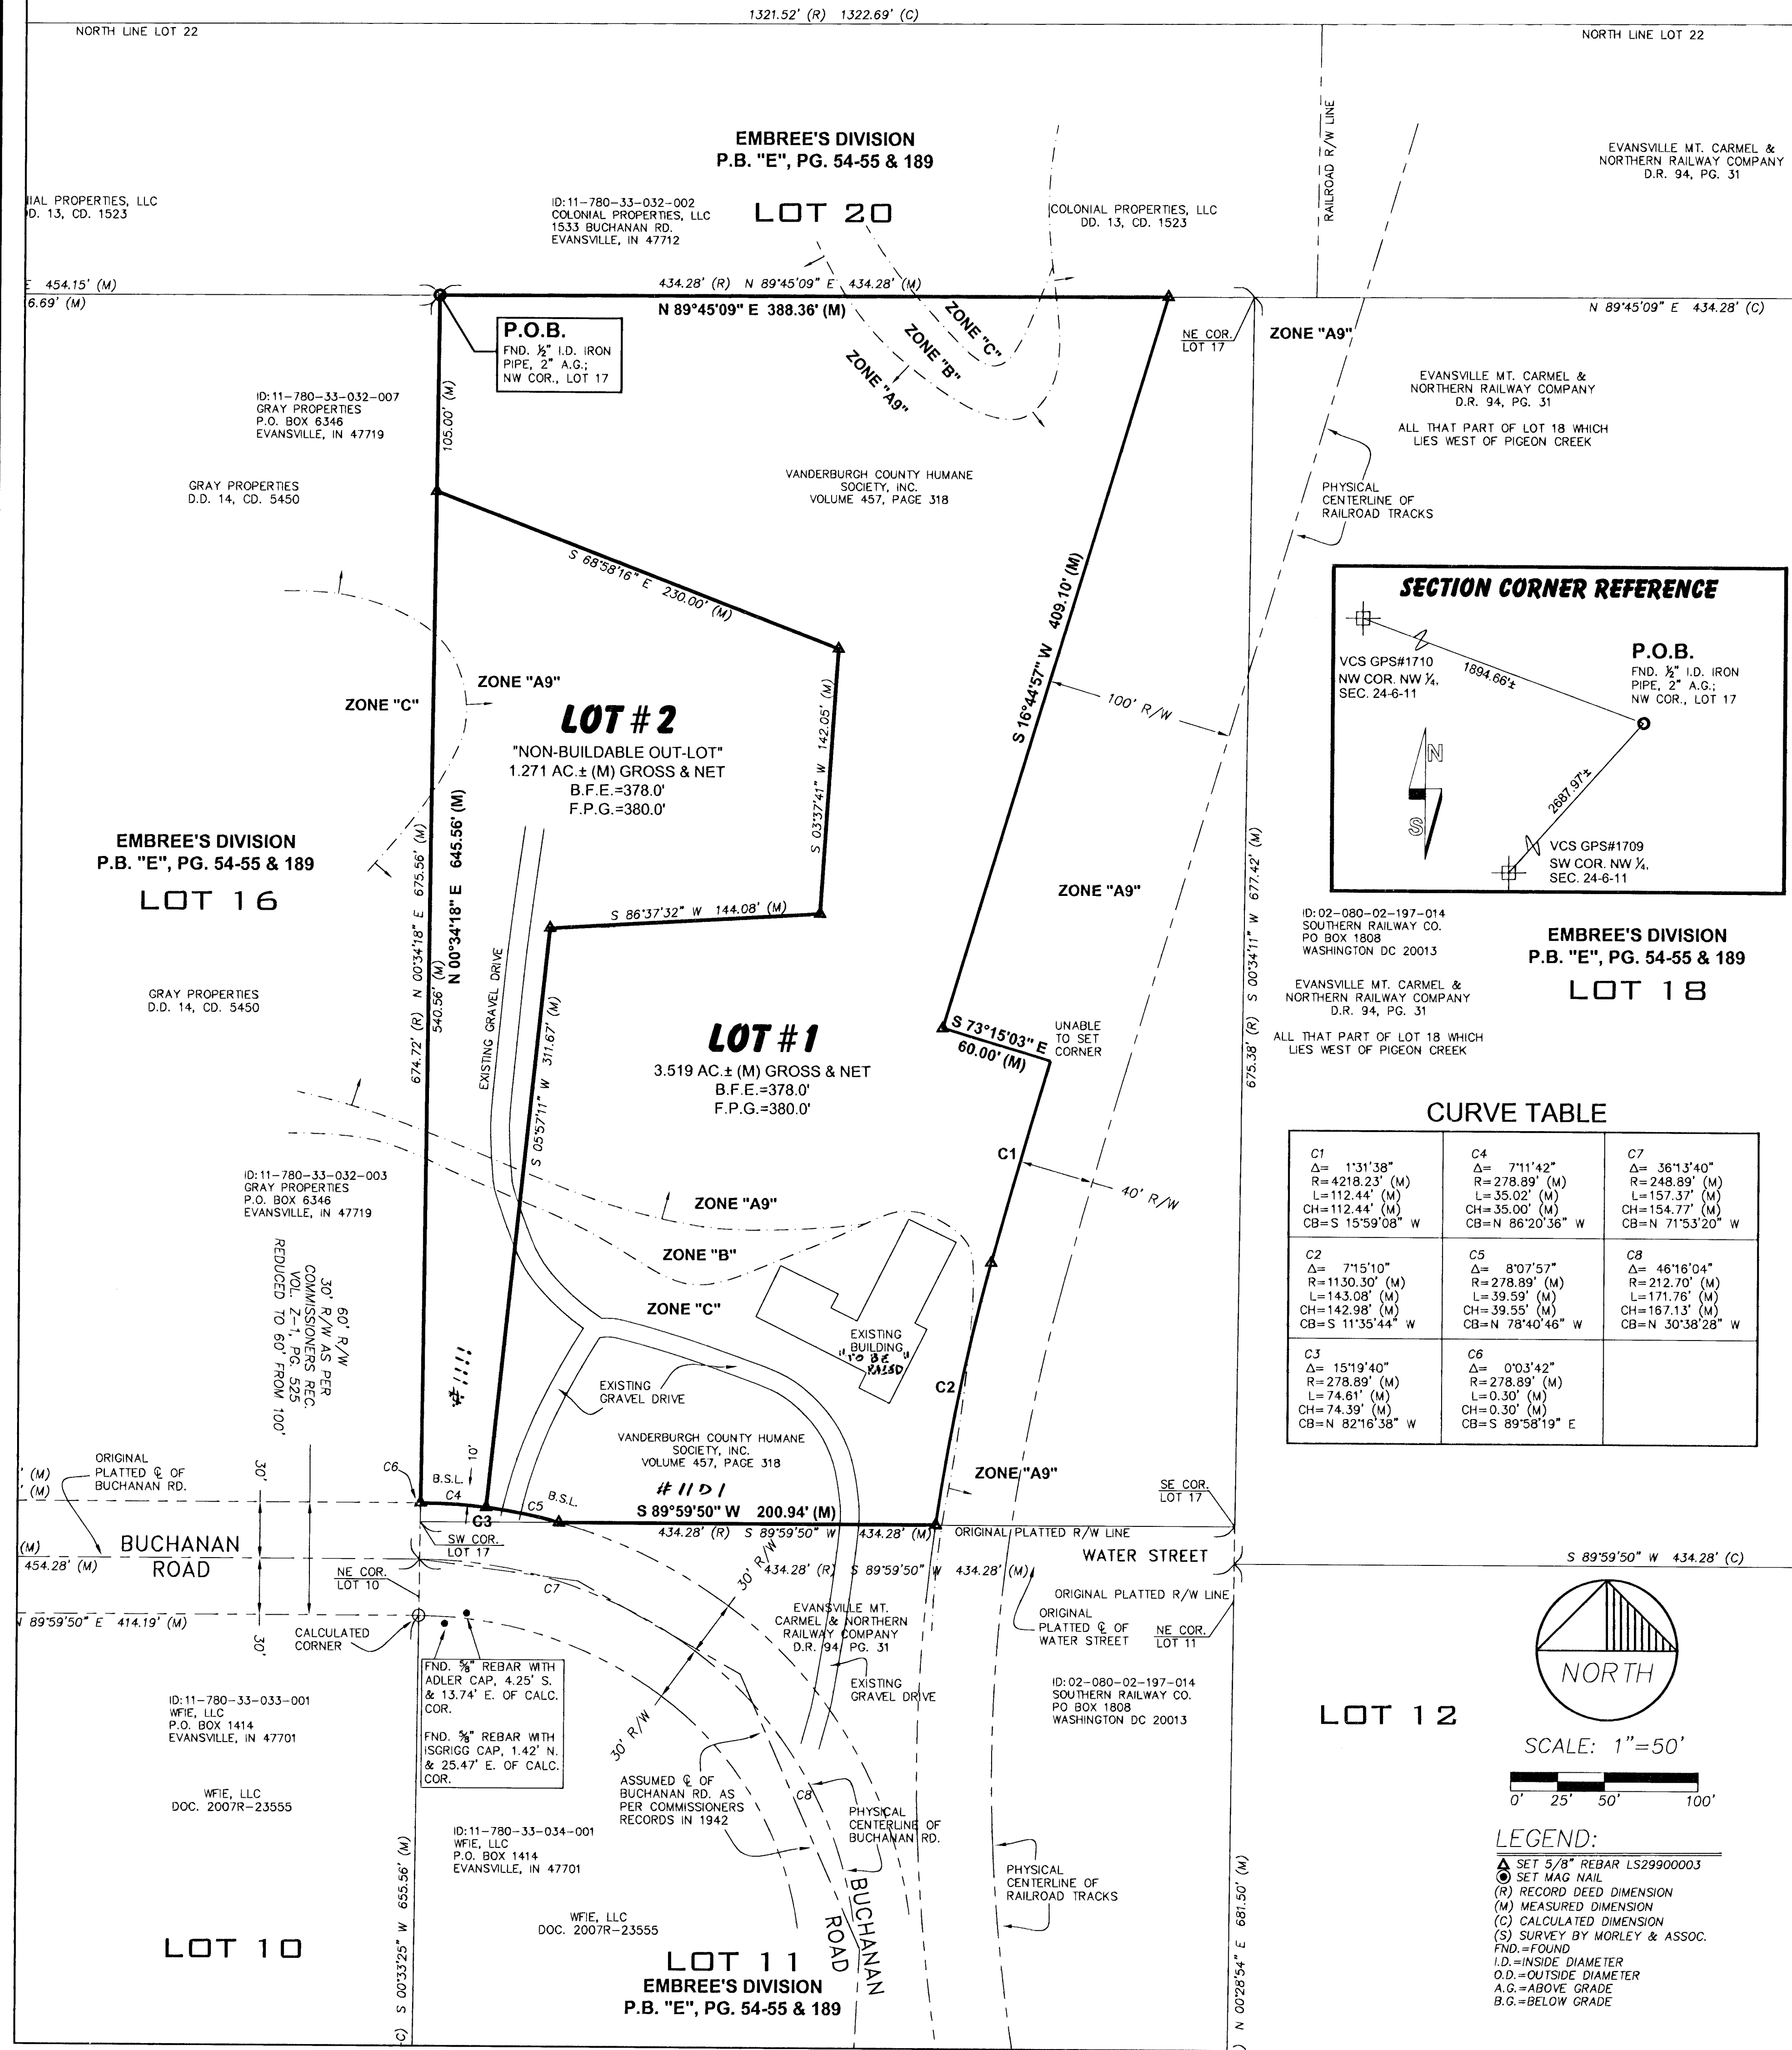 1321.52' (R)  1322.69' (C)
NORTH LINE LOT 22
NORTH LINE LOT 22
RAILROAD R/W LINE
EMBREE'S DIVISION
P.B. "E", PG. 54-55 & 189
LOT 20
EVANSVILLE MT. CARMEL &
NORTHERN RAILWAY COMPANY
D.R. 94, PG. 31
IAL PROPERTIES, LLC
D. 13, CD. 1523
ID:11-780-33-032-002
COLONIAL PROPERTIES, LLC
1533 BUCHANAN RD.
EVANSVILLE, IN 47712
COLONIAL PROPERTIES, LLC
DD. 13, CD. 1523
E  454.15' (M)
6.69' (M)
434.28' (R)  N 89°45'09" E  434.28' (M)
N 89°45'09" E  388.36' (M)
N 89°45'09" E  434.28' (C)
P.O.B.
FND. ½" I.D. IRON
PIPE, 2" A.G.;
NW COR., LOT 17
ZONE "C"
ZONE "B"
ZONE "A9"
NE COR.
LOT 17
ZONE "A9"
105.00' (M)
ID:11-780-33-032-007
GRAY PROPERTIES
P.O. BOX 6346
EVANSVILLE, IN 47719
GRAY PROPERTIES
D.D. 14, CD. 5450
VANDERBURGH COUNTY HUMANE
SOCIETY, INC.
VOLUME 457, PAGE 318
EVANSVILLE MT. CARMEL &
NORTHERN RAILWAY COMPANY
D.R. 94, PG. 31
ALL THAT PART OF LOT 18 WHICH
LIES WEST OF PIGEON CREEK
PHYSICAL
CENTERLINE OF
RAILROAD TRACKS
S 68°58'16" E  230.00' (M)
S 16°44'57" W  409.10' (M)
100' R/W
SECTION CORNER REFERENCE
VCS GPS#1710
NW COR. NW ¼,
SEC. 24-6-11
1894.66'±
P.O.B.
FND. ½" I.D. IRON
PIPE, 2" A.G.;
NW COR., LOT 17
N
S
2687.97'±
VCS GPS#1709
SW COR. NW ¼,
SEC. 24-6-11
ZONE "C"
ZONE "A9"
LOT # 2
"NON-BUILDABLE OUT-LOT"
1.271 AC.± (M) GROSS & NET
B.F.E.=378.0'
F.P.G.=380.0'
S 03°37'41" W  142.05' (M)
S 86°37'32" W  144.08' (M)
EMBREE'S DIVISION
P.B. "E", PG. 54-55 & 189
LOT 16
GRAY PROPERTIES
D.D. 14, CD. 5450
674.72' (R)  N 00°34'18" E  675.56' (M)
540.56' (M)
N 00°34'18" E  645.56' (M)
EXISTING GRAVEL DRIVE
S 05°57'11" W  311.67' (M)
LOT #1
3.519 AC.± (M) GROSS & NET
B.F.E.=378.0'
F.P.G.=380.0'
S 73°15'03" E
60.00' (M)
UNABLE
TO SET
CORNER
ZONE "A9"
675.38' (R)  S 00°34'11" W  677.42' (M)
ID:02-080-02-197-014
SOUTHERN RAILWAY CO.
PO BOX 1808
WASHINGTON DC 20013
EVANSVILLE MT. CARMEL &
NORTHERN RAILWAY COMPANY
D.R. 94, PG. 31
ALL THAT PART OF LOT 18 WHICH
LIES WEST OF PIGEON CREEK
EMBREE'S DIVISION
P.B. "E", PG. 54-55 & 189
LOT 18
C1
40' R/W
CURVE TABLE
C1
Δ= 1°31'38"
R=4218.23' (M)
L=112.44' (M)
CH=112.44' (M)
CB=S 15°59'08" W
C4
Δ= 7°11'42"
R=278.89' (M)
L=35.02' (M)
CH=35.00' (M)
CB=N 86°20'36" W
C7
Δ= 36°13'40"
R=248.89' (M)
L=157.37' (M)
CH=154.77' (M)
CB=N 71°53'20" W
C2
Δ= 7°15'10"
R=1130.30' (M)
L=143.08' (M)
CH=142.98' (M)
CB=S 11°35'44" W
C5
Δ= 8°07'57"
R=278.89' (M)
L=39.59' (M)
CH=39.55' (M)
CB=N 78°40'46" W
C8
Δ= 46°16'04"
R=212.70' (M)
L=171.76' (M)
CH=167.13' (M)
CB=N 30°38'28" W
C3
Δ= 15°19'40"
R=278.89' (M)
L=74.61' (M)
CH=74.39' (M)
CB=N 82°16'38" W
C6
Δ= 0°03'42"
R=278.89' (M)
L=0.30' (M)
CH=0.30' (M)
CB=S 89°58'19" E
ID:11-780-33-032-003
GRAY PROPERTIES
P.O. BOX 6346
EVANSVILLE, IN 47719
60' R/W
30' R/W AS PER
COMMISSIONERS REC.
VOL. Z-1, PG. 525
REDUCED TO 60' FROM 100'
ZONE "A9"
ZONE "B"
ZONE "C"
EXISTING
BUILDING
"TO BE
RAISED"
C2
EXISTING
GRAVEL DRIVE
# 1111
VANDERBURGH COUNTY HUMANE
SOCIETY, INC.
VOLUME 457, PAGE 318
# 1101
ZONE "A9"
SE COR.
LOT 17
ORIGINAL
PLATTED ℄ OF
BUCHANAN RD.
' (M)
' (M)
30'
30'
C6
B.S.L.
10'
C4
C3
C5
B.S.L.
S 89°59'50" W  200.94' (M)
434.28' (R)  S 89°59'50" W  434.28' (M)
ORIGINAL PLATTED R/W LINE
SW COR.
LOT 17
(M)
454.28' (M)
BUCHANAN
ROAD
NE COR.
LOT 10
C7
434.28' (R)  S 89°59'50" W  434.28' (M)
WATER STREET
S 89°59'50" W  434.28' (C)
ORIGINAL PLATTED R/W LINE
ORIGINAL
PLATTED ℄ OF
WATER STREET
NE COR.
LOT 11
N 89°59'50" E  414.19' (M)
CALCULATED
CORNER
30' R/W
30' R/W
EVANSVILLE MT.
CARMEL & NORTHERN
RAILWAY COMPANY
D.R. 94, PG. 31
FND. ⅝" REBAR WITH
ADLER CAP, 4.25' S.
& 13.74' E. OF CALC.
COR.
FND. ⅝" REBAR WITH
ISGRIGG CAP, 1.42' N.
& 25.47' E. OF CALC.
COR.
EXISTING
GRAVEL DRIVE
ID:02-080-02-197-014
SOUTHERN RAILWAY CO.
PO BOX 1808
WASHINGTON DC 20013
ID:11-780-33-033-001
WFIE, LLC
P.O. BOX 1414
EVANSVILLE, IN 47701
WFIE, LLC
DOC. 2007R-23555
ASSUMED ℄ OF
BUCHANAN RD. AS
PER COMMISSIONERS
RECORDS IN 1942
C8
PHYSICAL
CENTERLINE OF
BUCHANAN RD.
ID:11-780-33-034-001
WFIE, LLC
P.O. BOX 1414
EVANSVILLE, IN 47701
WFIE, LLC
DOC. 2007R-23555
PHYSICAL
CENTERLINE OF
RAILROAD TRACKS
BUCHANAN
ROAD
C)  S 00°33'25" W  655.56' (M)
)  N 00°28'54" E  681.50' (M)
LOT 10
LOT 11
EMBREE'S DIVISION
P.B. "E", PG. 54-55 & 189
LOT 12
NORTH
SCALE: 1"=50'
0'  25'  50'  100'
LEGEND:
SET 5/8" REBAR LS29900003
SET MAG NAIL
(R) RECORD DEED DIMENSION
(M) MEASURED DIMENSION
(C) CALCULATED DIMENSION
(S) SURVEY BY MORLEY & ASSOC.
FND.=FOUND
I.D.=INSIDE DIAMETER
O.D.=OUTSIDE DIAMETER
A.G.=ABOVE GRADE
B.G.=BELOW GRADE